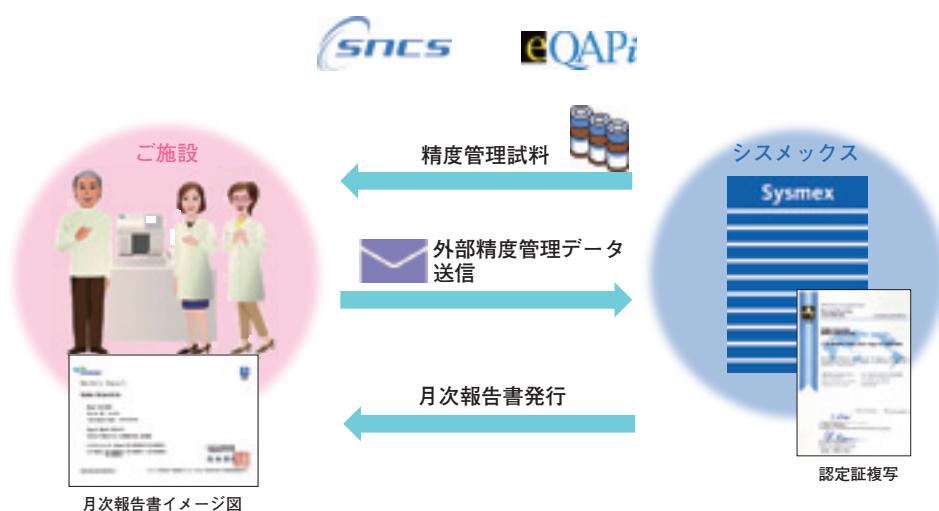 sncs
eQAPi
ご施設
精度管理試料
シスメックス
Sysmex
外部精度管理データ
送信
月次報告書発行
月次報告書イメージ図
認定証複写